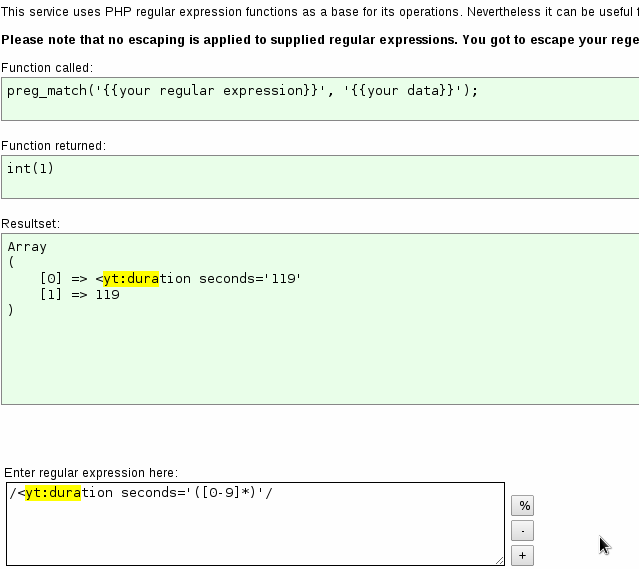 This service uses PHP regular expression functions as a base for its operations. Nevertheless it can be useful f
Please note that no escaping is applied to supplied regular expressions. You got to escape your rege
Function called:
preg_match('{{your regular expression}}', '{{your data}}');
Function returned:
int(1)
Resultset:
Array
(
    [0] => <yt:duration seconds='119'
    [1] => 119
)
Enter regular expression here:
/<yt:duration seconds='([0-9]*)'/
%
-
+